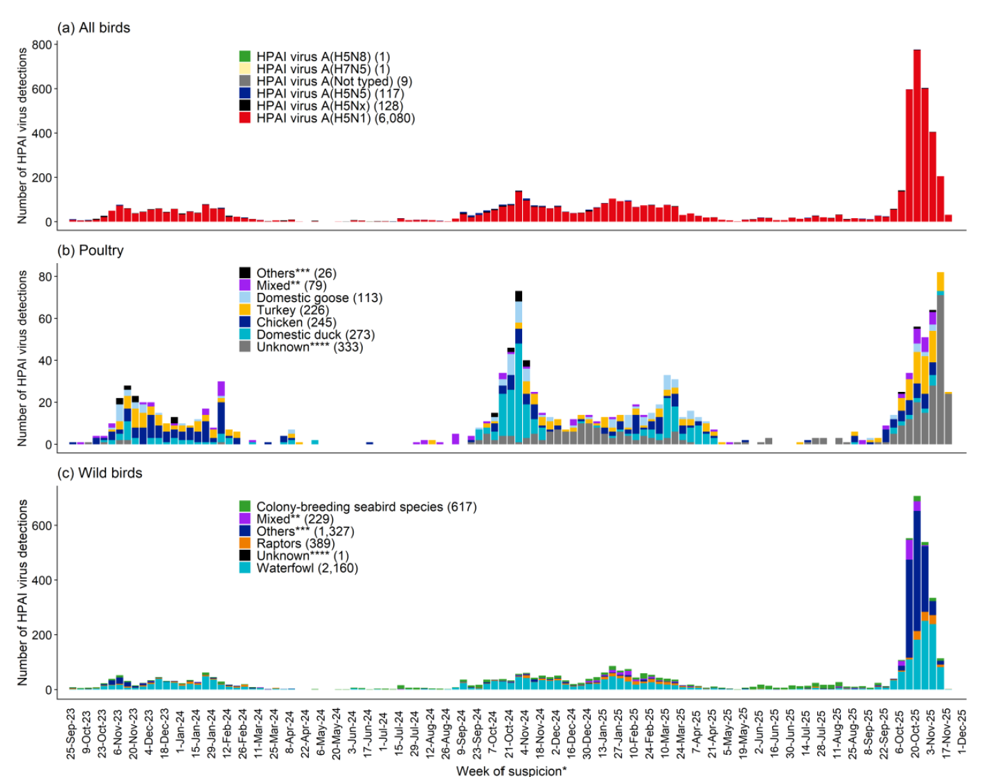 (a) All birds
Number of HPAI virus detections
800
600
400
200
0
HPAI virus A(H5N8) (1)
HPAI virus A(H7N5) (1)
HPAI virus A(Not typed) (9)
HPAI virus A(H5N5) (117)
HPAI virus A(H5Nx) (128)
HPAI virus A(H5N1) (6,080)
(b) Poultry
Number of HPAI virus detections
80
60
40
20
0
Others*** (26)
Mixed** (79)
Domestic goose (113)
Turkey (226)
Chicken (245)
Domestic duck (273)
Unknown**** (333)
(c) Wild birds
Number of HPAI virus detections
600
400
200
0
Colony-breeding seabird species (617)
Mixed** (229)
Others*** (1,327)
Raptors (389)
Unknown**** (1)
Waterfowl (2,160)
25-Sep-23
9-Oct-23
23-Oct-23
6-Nov-23
20-Nov-23
4-Dec-23
18-Dec-23
1-Jan-24
15-Jan-24
29-Jan-24
12-Feb-24
26-Feb-24
11-Mar-24
25-Mar-24
8-Apr-24
22-Apr-24
6-May-24
20-May-24
3-Jun-24
17-Jun-24
1-Jul-24
15-Jul-24
29-Jul-24
12-Aug-24
26-Aug-24
9-Sep-24
23-Sep-24
7-Oct-24
21-Oct-24
4-Nov-24
18-Nov-24
2-Dec-24
16-Dec-24
30-Dec-24
13-Jan-25
27-Jan-25
10-Feb-25
24-Feb-25
10-Mar-25
24-Mar-25
7-Apr-25
21-Apr-25
5-May-25
19-May-25
2-Jun-25
16-Jun-25
30-Jun-25
14-Jul-25
28-Jul-25
11-Aug-25
25-Aug-25
8-Sep-25
22-Sep-25
6-Oct-25
20-Oct-25
3-Nov-25
17-Nov-25
1-Dec-25
Week of suspicion*